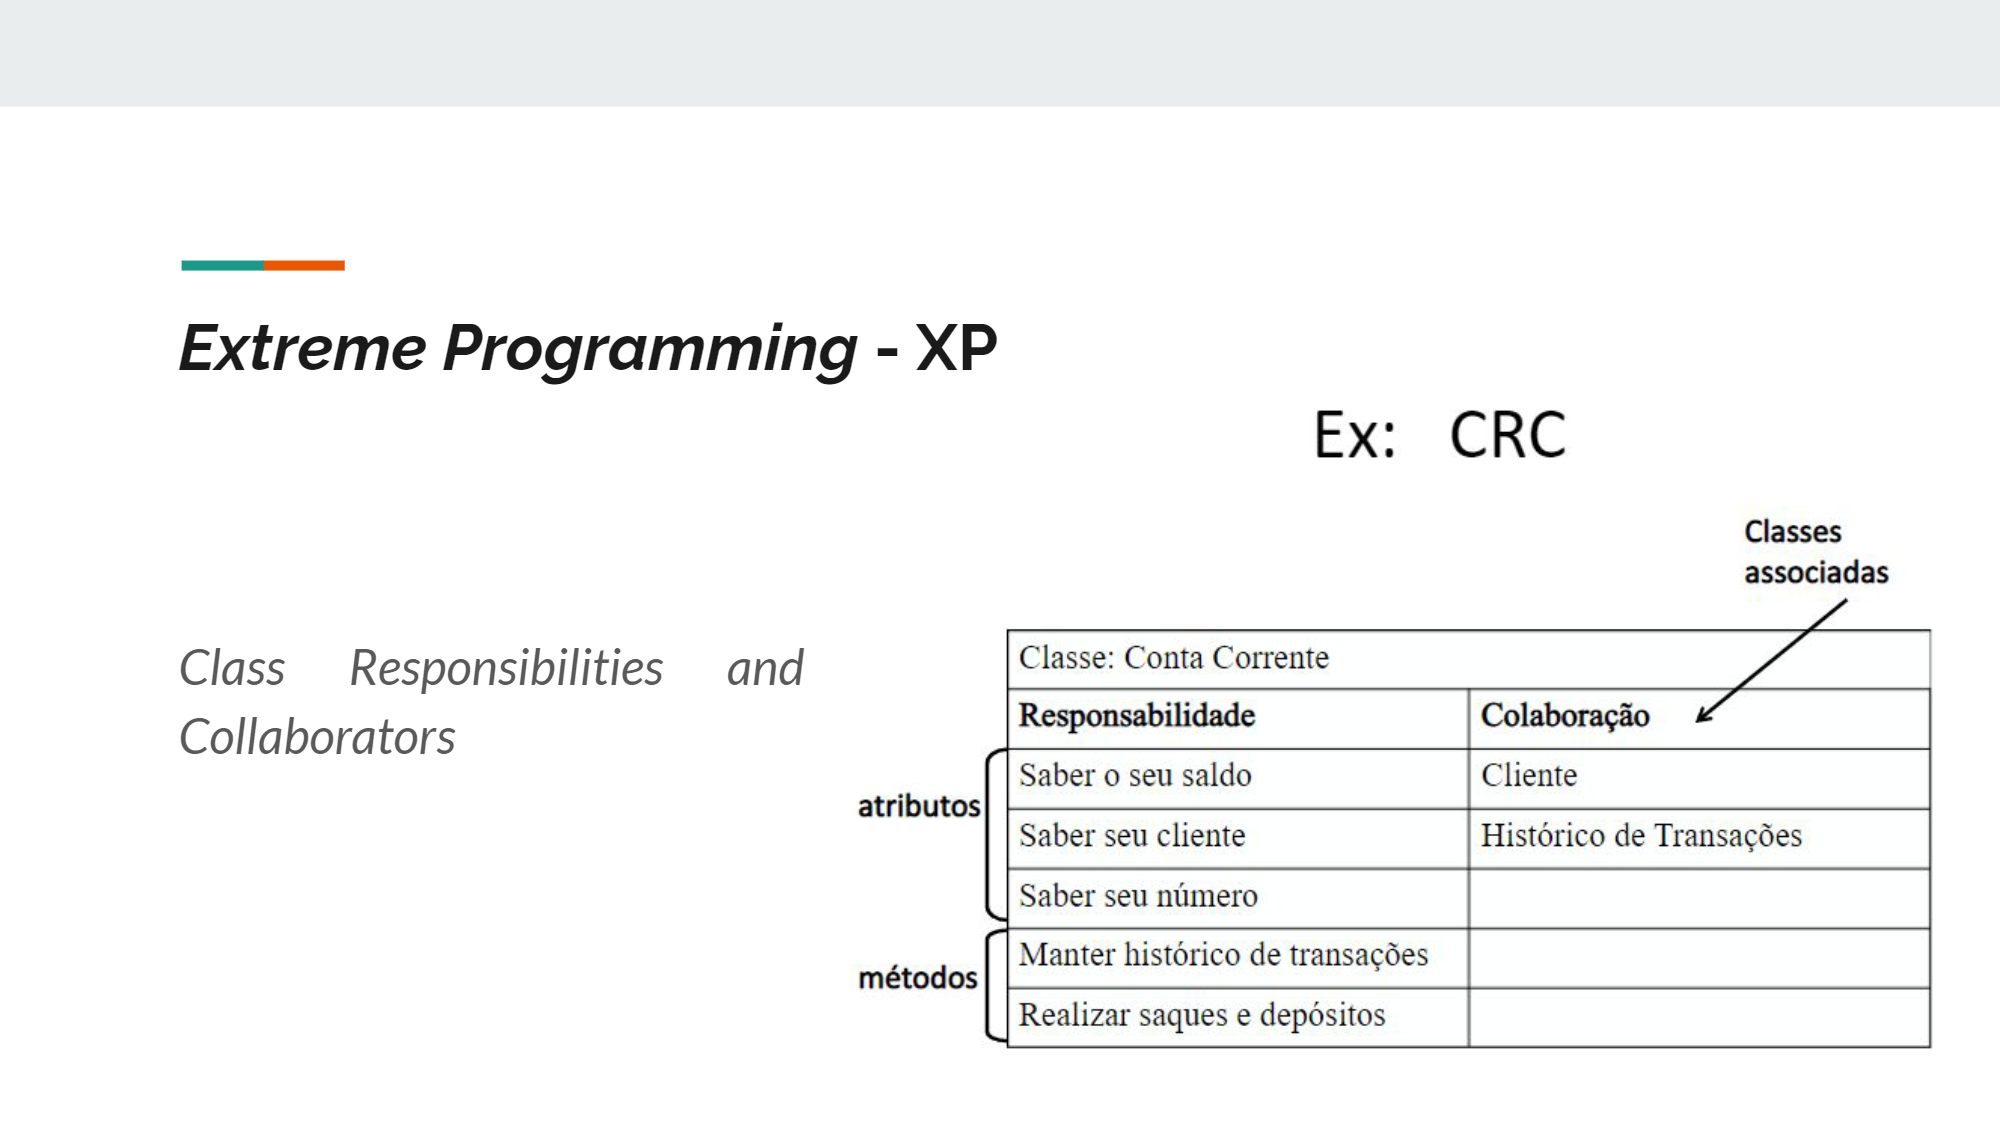 Extreme Programming - XP
Ex: CRC
Class Responsibilities and
Collaborators
Classes
associadas
Classe: Conta Corrente
Responsabilidade Colaboração
atributos
Saber o seu saldo Cliente
Saber seu cliente Histórico de Transações
Saber seu número
métodos
Manter histórico de transações
Realizar saques e depósitos